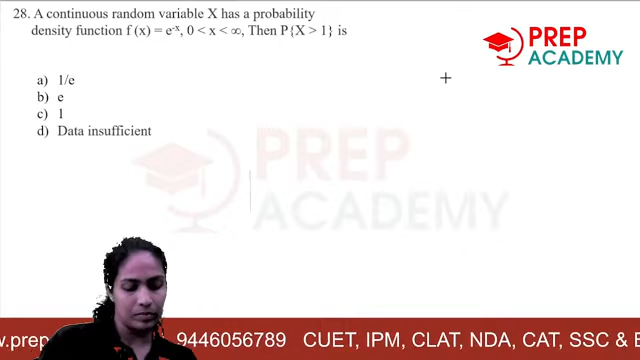 28. A continuous random variable X has a probability
density function f (x) = e⁻ˣ, 0 < x < ∞, Then P{X > 1} is
a) 1/e
b) e
c) 1
d) Data insufficient
PREP
ACADEMY
PREP
ACADEMY
w.prep
9446056789 CUET, IPM, CLAT, NDA, CAT, SSC &